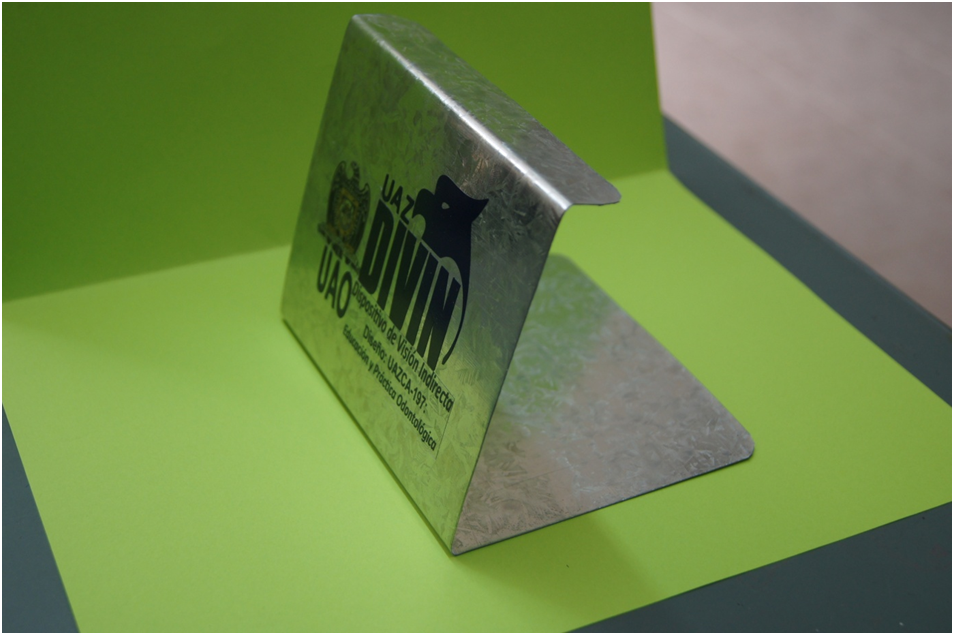 UAZ
DIVIN
UAO
Dispositivo de Visión Indirecta
Diseño: UAZCA-197:
Educación y Práctica Odontológica